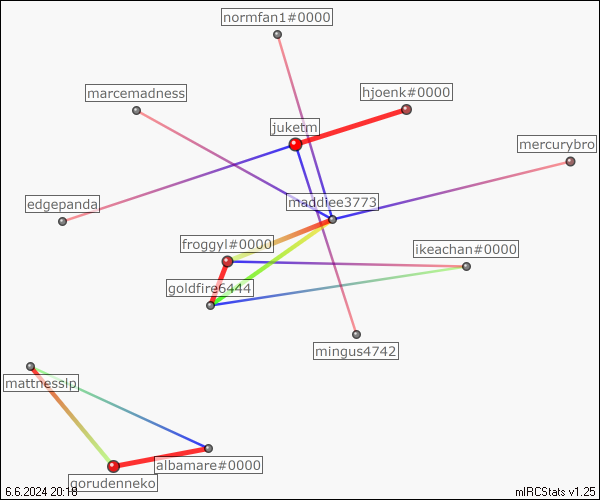 normfan1#0000
marcemadness
hjoenk#0000
juketm
mercurybro
maddiee3773
edgepanda
froggyl#0000
ikeachan#0000
goldfire6444
mingus4742
mattnesslp
albamare#0000
gorudenneko
6.6.2024 20:18
mIRCStats v1.25